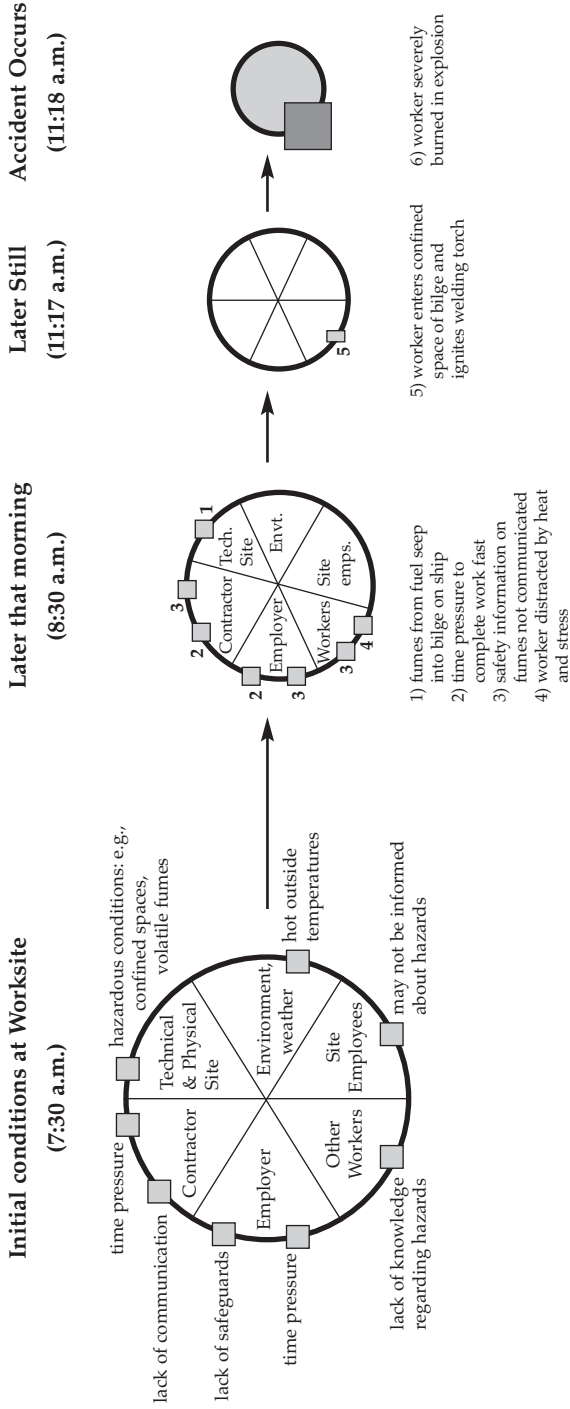 Initial conditions at Worksite
(7:30 a.m.)
time pressure
lack of communication
lack of safeguards
time pressure
lack of knowledge
regarding hazards
hazardous conditions: e.g.,
confined spaces,
volatile fumes
hot outside
temperatures
may not be informed
about hazards
Contractor
Technical
& Physical
Site
Employer
Environment,
weather
Other
Workers
Site
Employees
Later that morning
(8:30 a.m.)
3
2
1
2
3
3
4
Contractor
Tech.
Site
Employer
Envt.
Workers
Site
emps.
1) fumes from fuel seep
into bilge on ship
2) time pressure to
complete work fast
3) safety information on
fumes not communicated
4) worker distracted by heat
and stress
Later Still
(11:17 a.m.)
5
5) worker enters confined
space of bilge and
ignites welding torch
Accident Occurs
(11:18 a.m.)
6) worker severely
burned in explosion